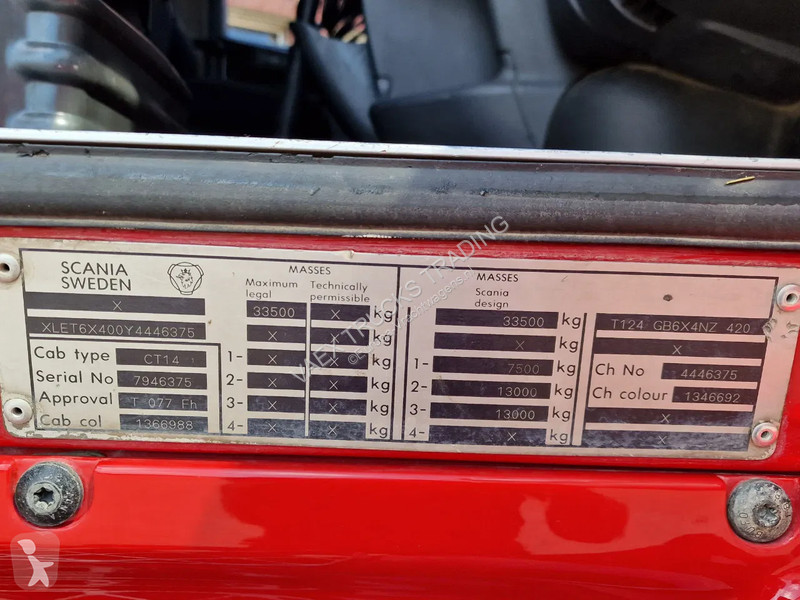 SCANIA
SWEDEN
X
XLET6X400Y4446375
Cab type CT14
Serial No 7946375
Approval T 077 Fh
Cab col 1366988
MASSES
Maximum legal
Technically permissible
33500 X kg
X X kg
1- X X kg
2- X X kg
3- X X kg
4- X X kg
MASSES
Scania design
33500 kg
X kg
1- 7500 kg
2- 13000 kg
3- 13000 kg
4- X kg
T124 GB6X4NZ 420
X
Ch No 4446375
Ch colour 1346692
X
X
VAEX TRUCKS TRADING